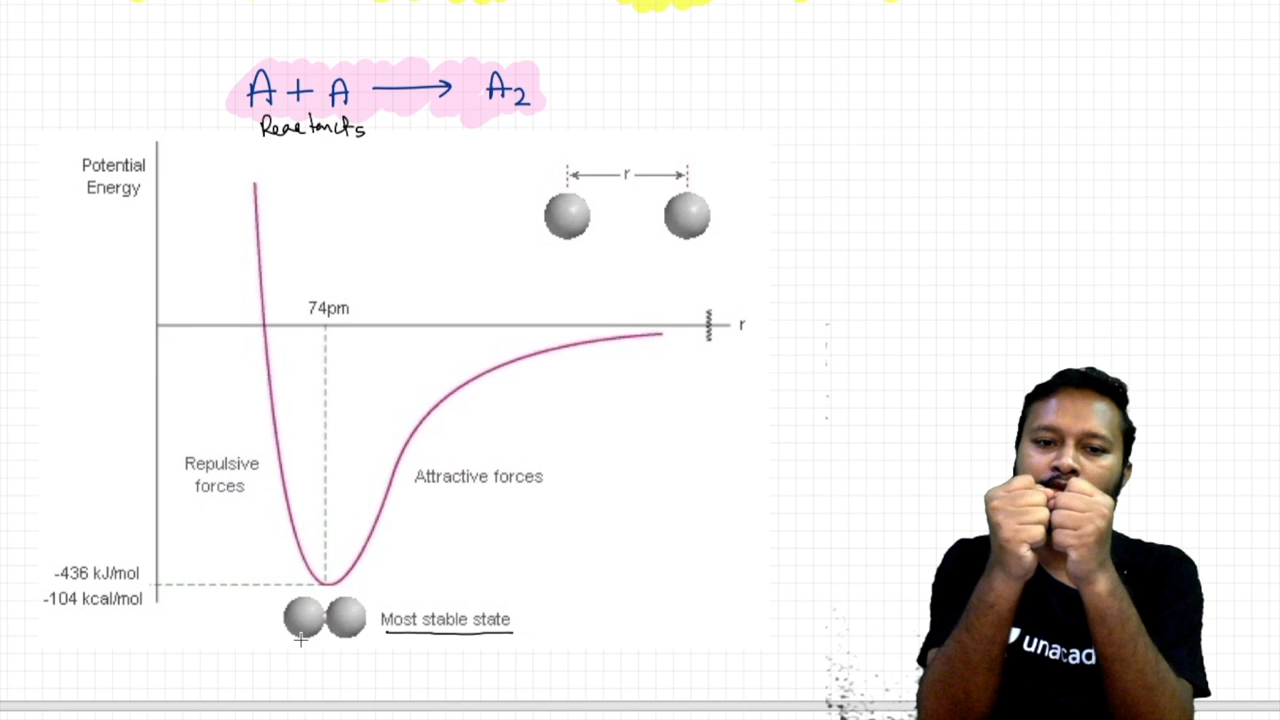 A + A → A2
Reactants
Potential
Energy
r
74pm
r
Repulsive
forces
Attractive forces
-436 kJ/mol
-104 kcal/mol
Most stable state
unacad